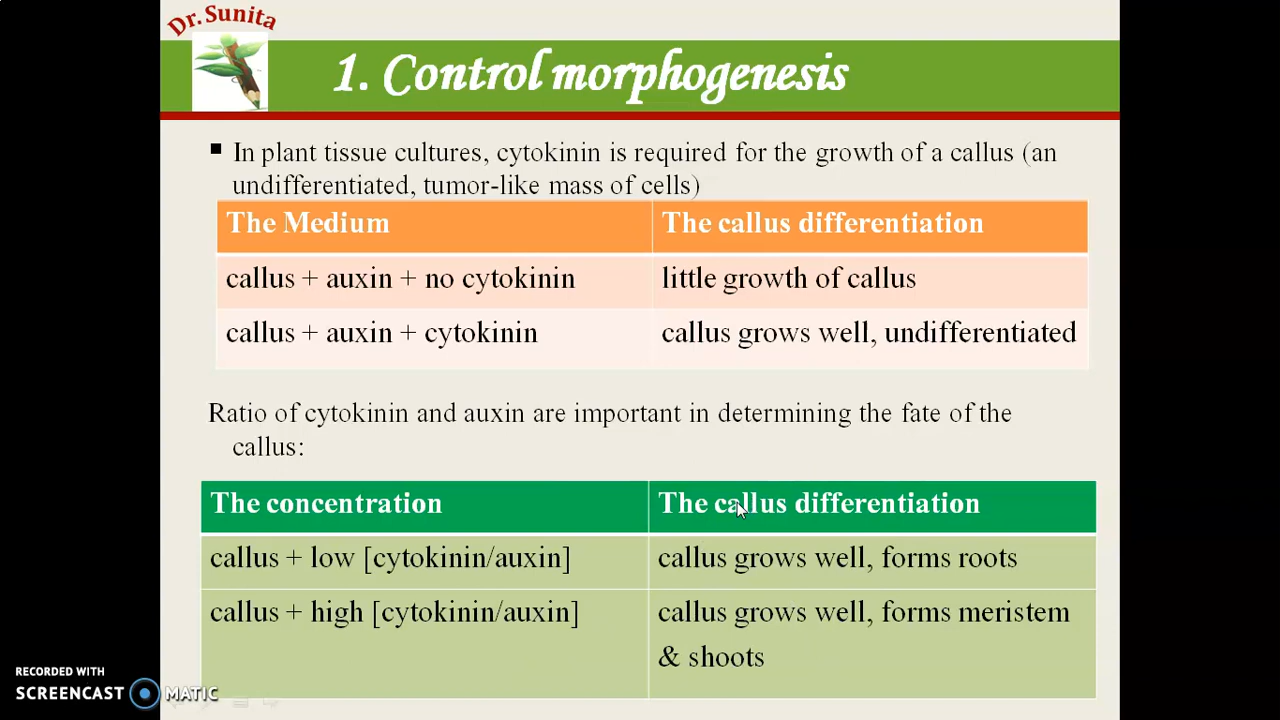 Dr. Sunita
1. Control morphogenesis
▪ In plant tissue cultures, cytokinin is required for the growth of a callus (an
undifferentiated, tumor-like mass of cells)
The Medium
The callus differentiation
callus + auxin + no cytokinin
little growth of callus
callus + auxin + cytokinin
callus grows well, undifferentiated
Ratio of cytokinin and auxin are important in determining the fate of the
callus:
The concentration
The callus differentiation
callus + low [cytokinin/auxin]
callus grows well, forms roots
callus + high [cytokinin/auxin]
callus grows well, forms meristem
& shoots
RECORDED WITH
SCREENCAST MATIC